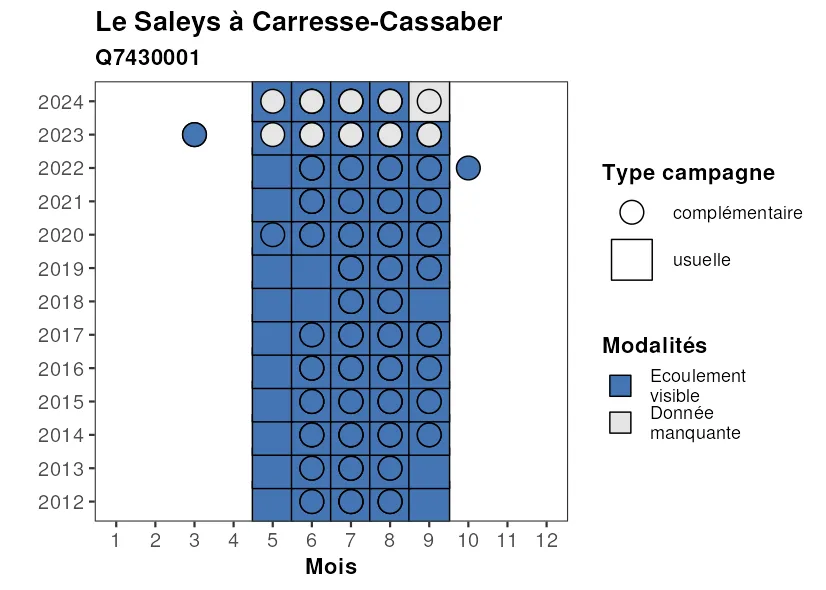 Le Saleys à Carresse-Cassaber
Q7430001
2024
2023
2022
2021
2020
2019
2018
2017
2016
2015
2014
2013
2012
1 2 3 4 5 6 7 8 9 10 11 12
Mois
Type campagne
complémentaire
usuelle
Modalités
Ecoulement
visible
Donnée
manquante